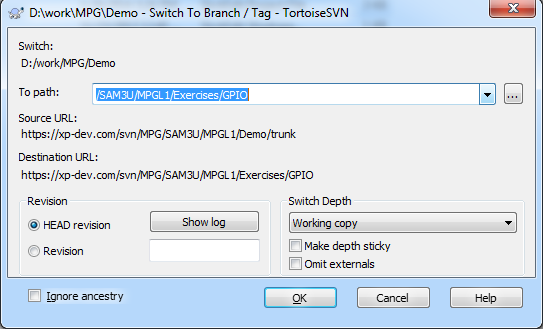 D:\work\MPG\Demo - Switch To Branch / Tag - TortoiseSVN
Switch:
D:/work/MPG/Demo
To path: /SAM3U/MPGL1/Exercises/GPIO ...
Source URL:
https://xp-dev.com/svn/MPG/SAM3U/MPGL1/Demo/trunk
Destination URL:
https://xp-dev.com/svn/MPG/SAM3U/MPGL1/Exercises/GPIO
Revision Switch Depth
HEAD revision Show log Working copy
Revision Make depth sticky
Omit externals
Ignore ancestry OK Cancel Help